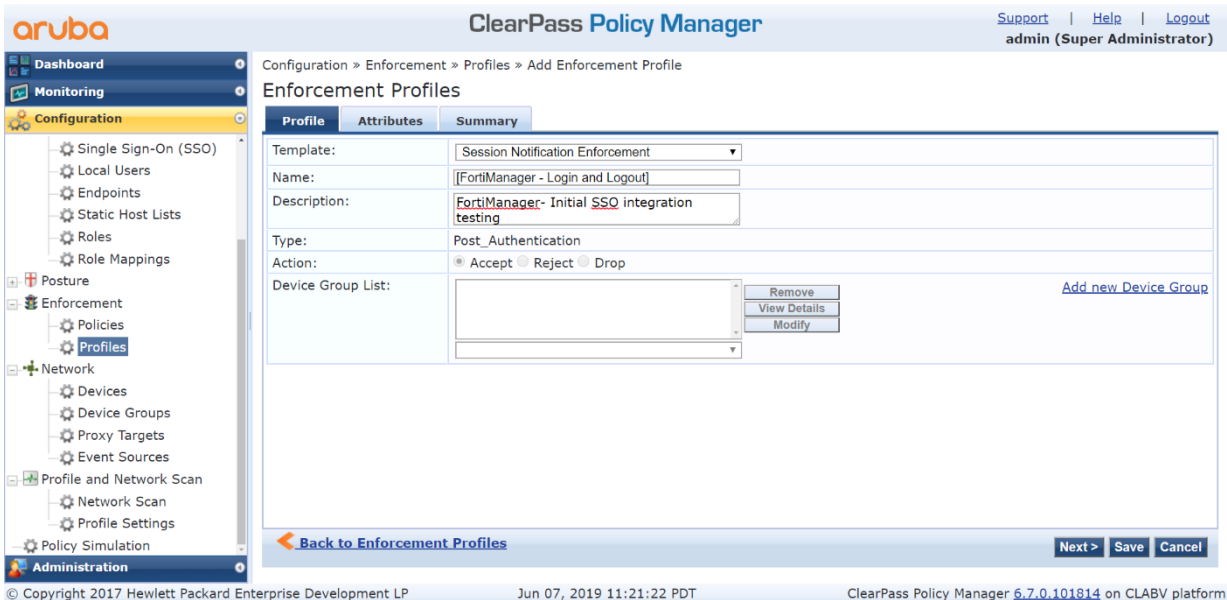 aruba
ClearPass Policy Manager
Support | Help | Logout
admin (Super Administrator)
Dashboard
Monitoring
Configuration
Single Sign-On (SSO)
Local Users
Endpoints
Static Host Lists
Roles
Role Mappings
Posture
Enforcement
Policies
Profiles
Network
Devices
Device Groups
Proxy Targets
Event Sources
Profile and Network Scan
Network Scan
Profile Settings
Policy Simulation
Administration
Configuration » Enforcement » Profiles » Add Enforcement Profile
Enforcement Profiles
Profile Attributes Summary
Template: Session Notification Enforcement
Name: [FortiManager - Login and Logout]
Description: FortiManager- Initial SSO integration
testing
Type: Post_Authentication
Action: Accept Reject Drop
Device Group List:
Remove
View Details
Modify
Add new Device Group
Back to Enforcement Profiles
Next > Save Cancel
© Copyright 2017 Hewlett Packard Enterprise Development LP Jun 07, 2019 11:21:22 PDT ClearPass Policy Manager 6.7.0.101814 on CLABV platform